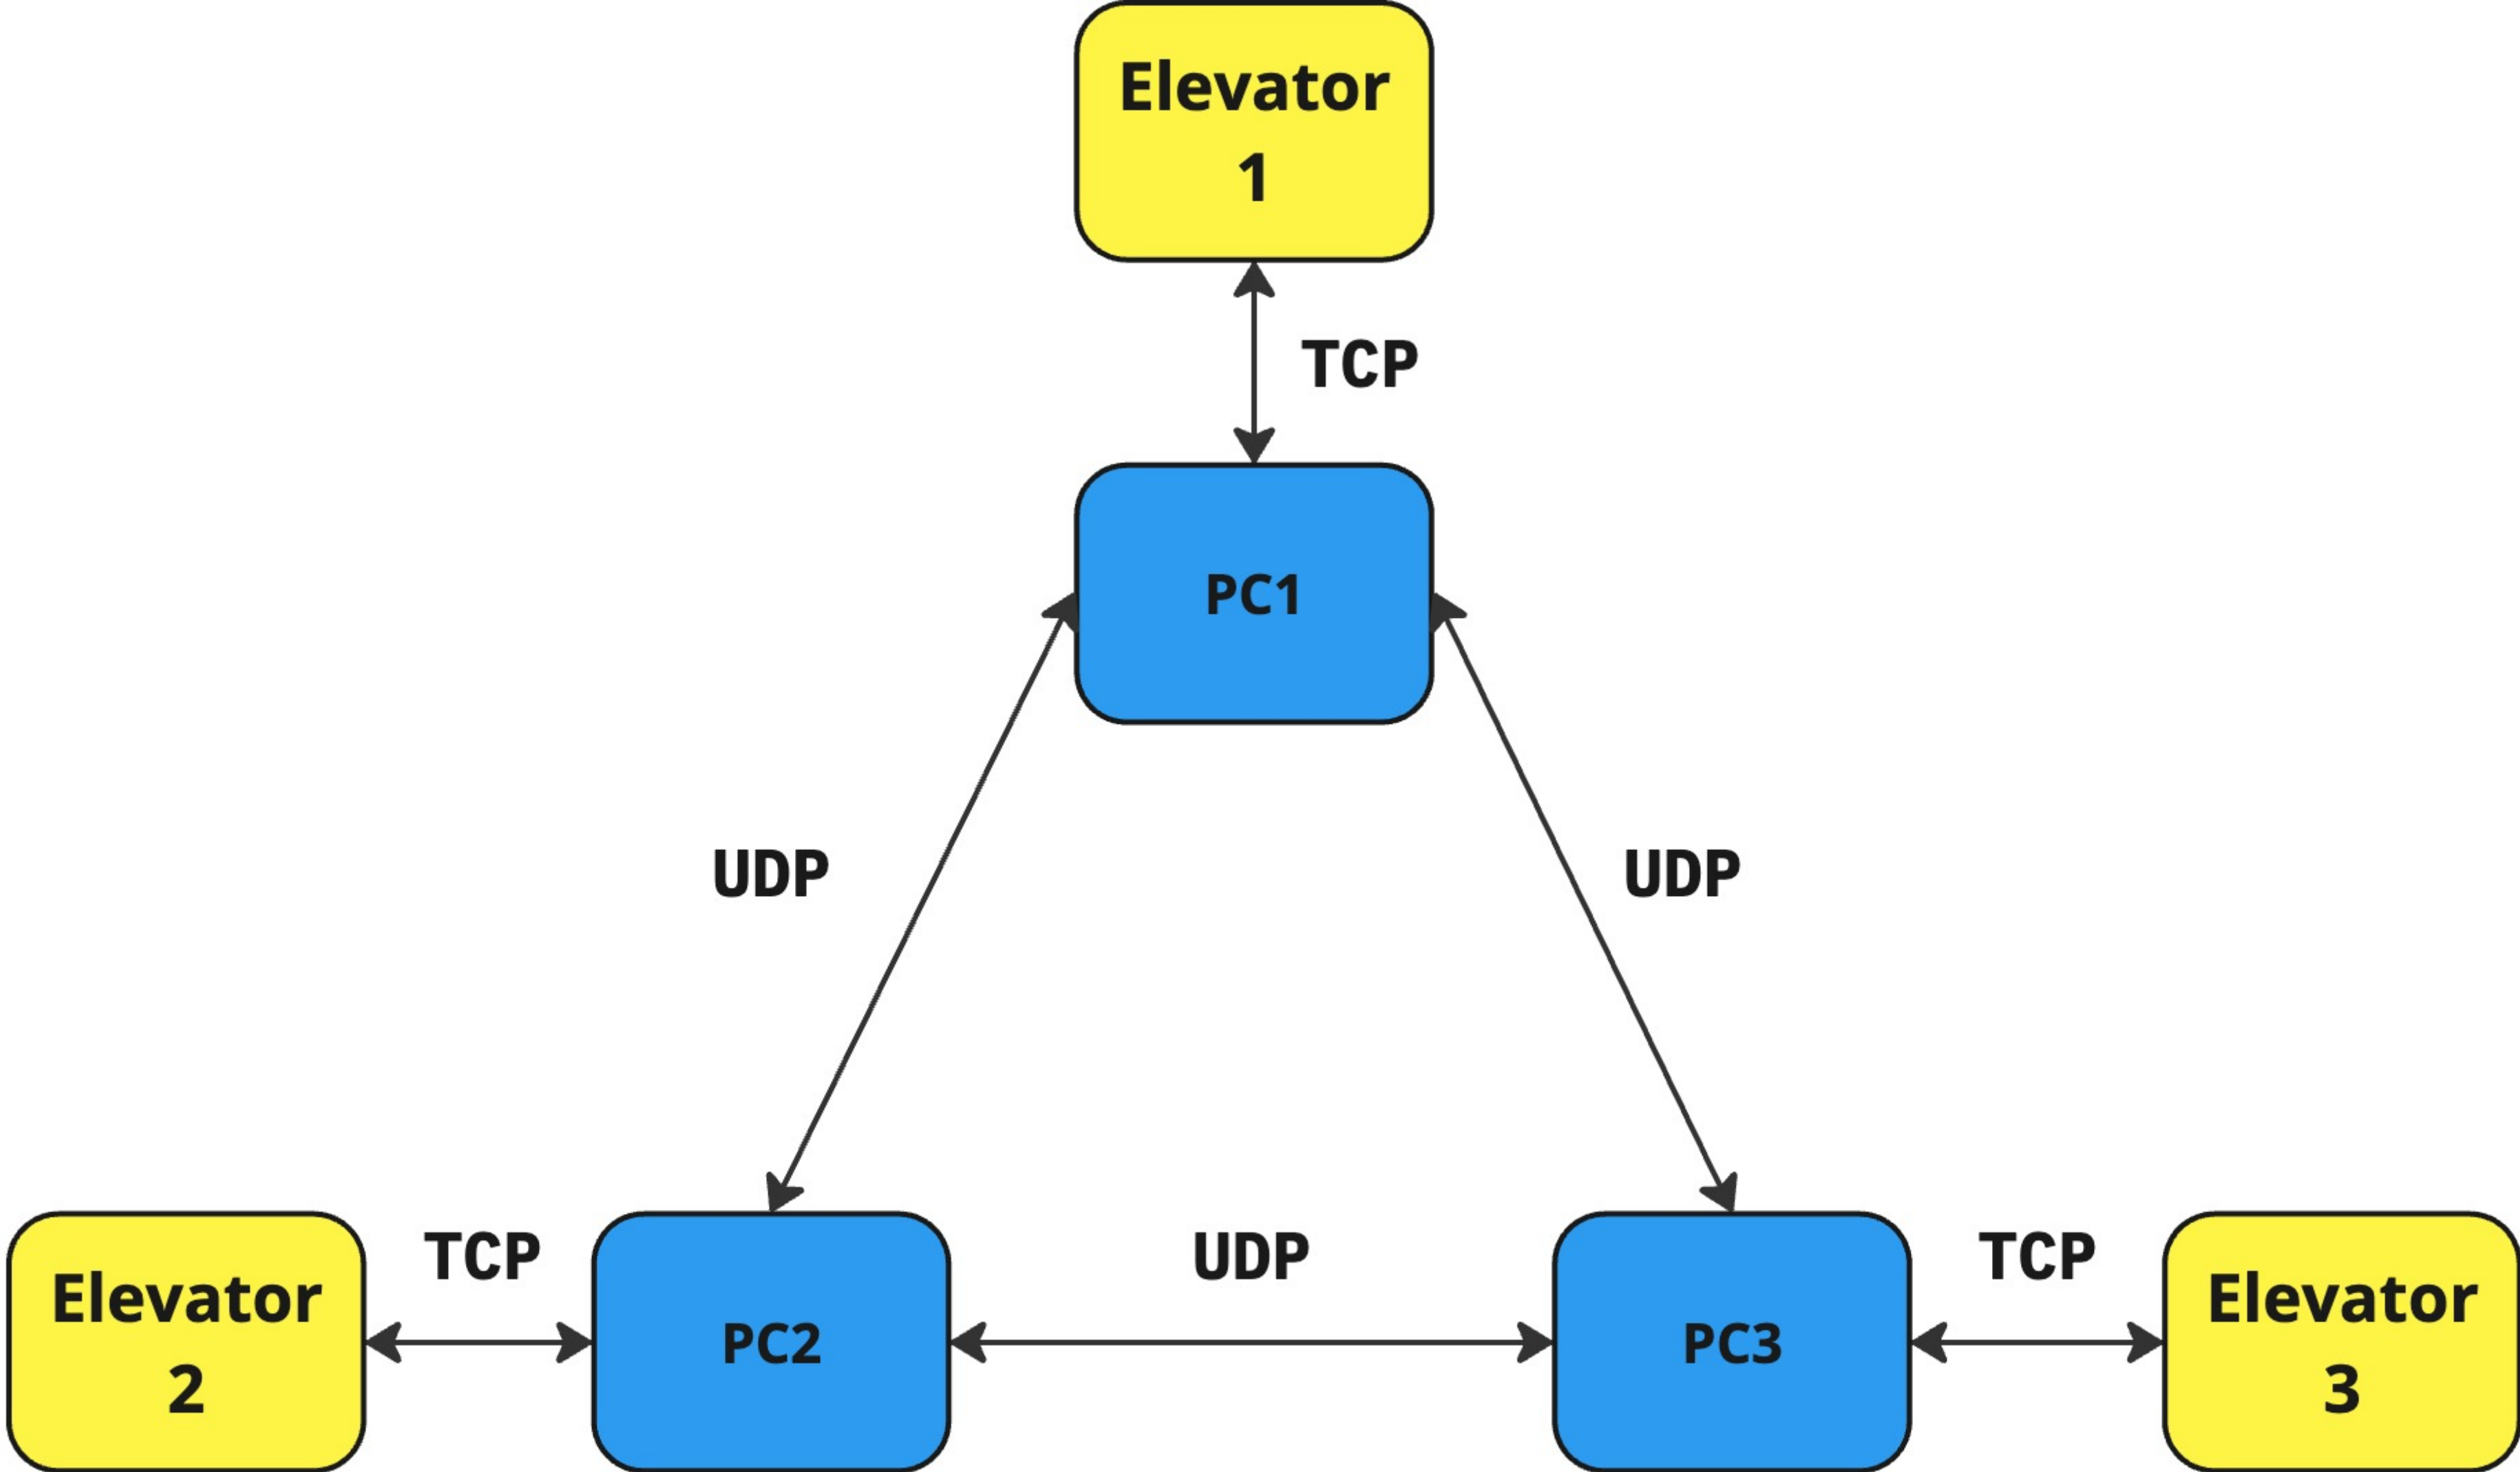 Elevator
1
TCP
PC1
UDP
UDP
TCP
UDP
TCP
Elevator
2
PC2
PC3
Elevator
3